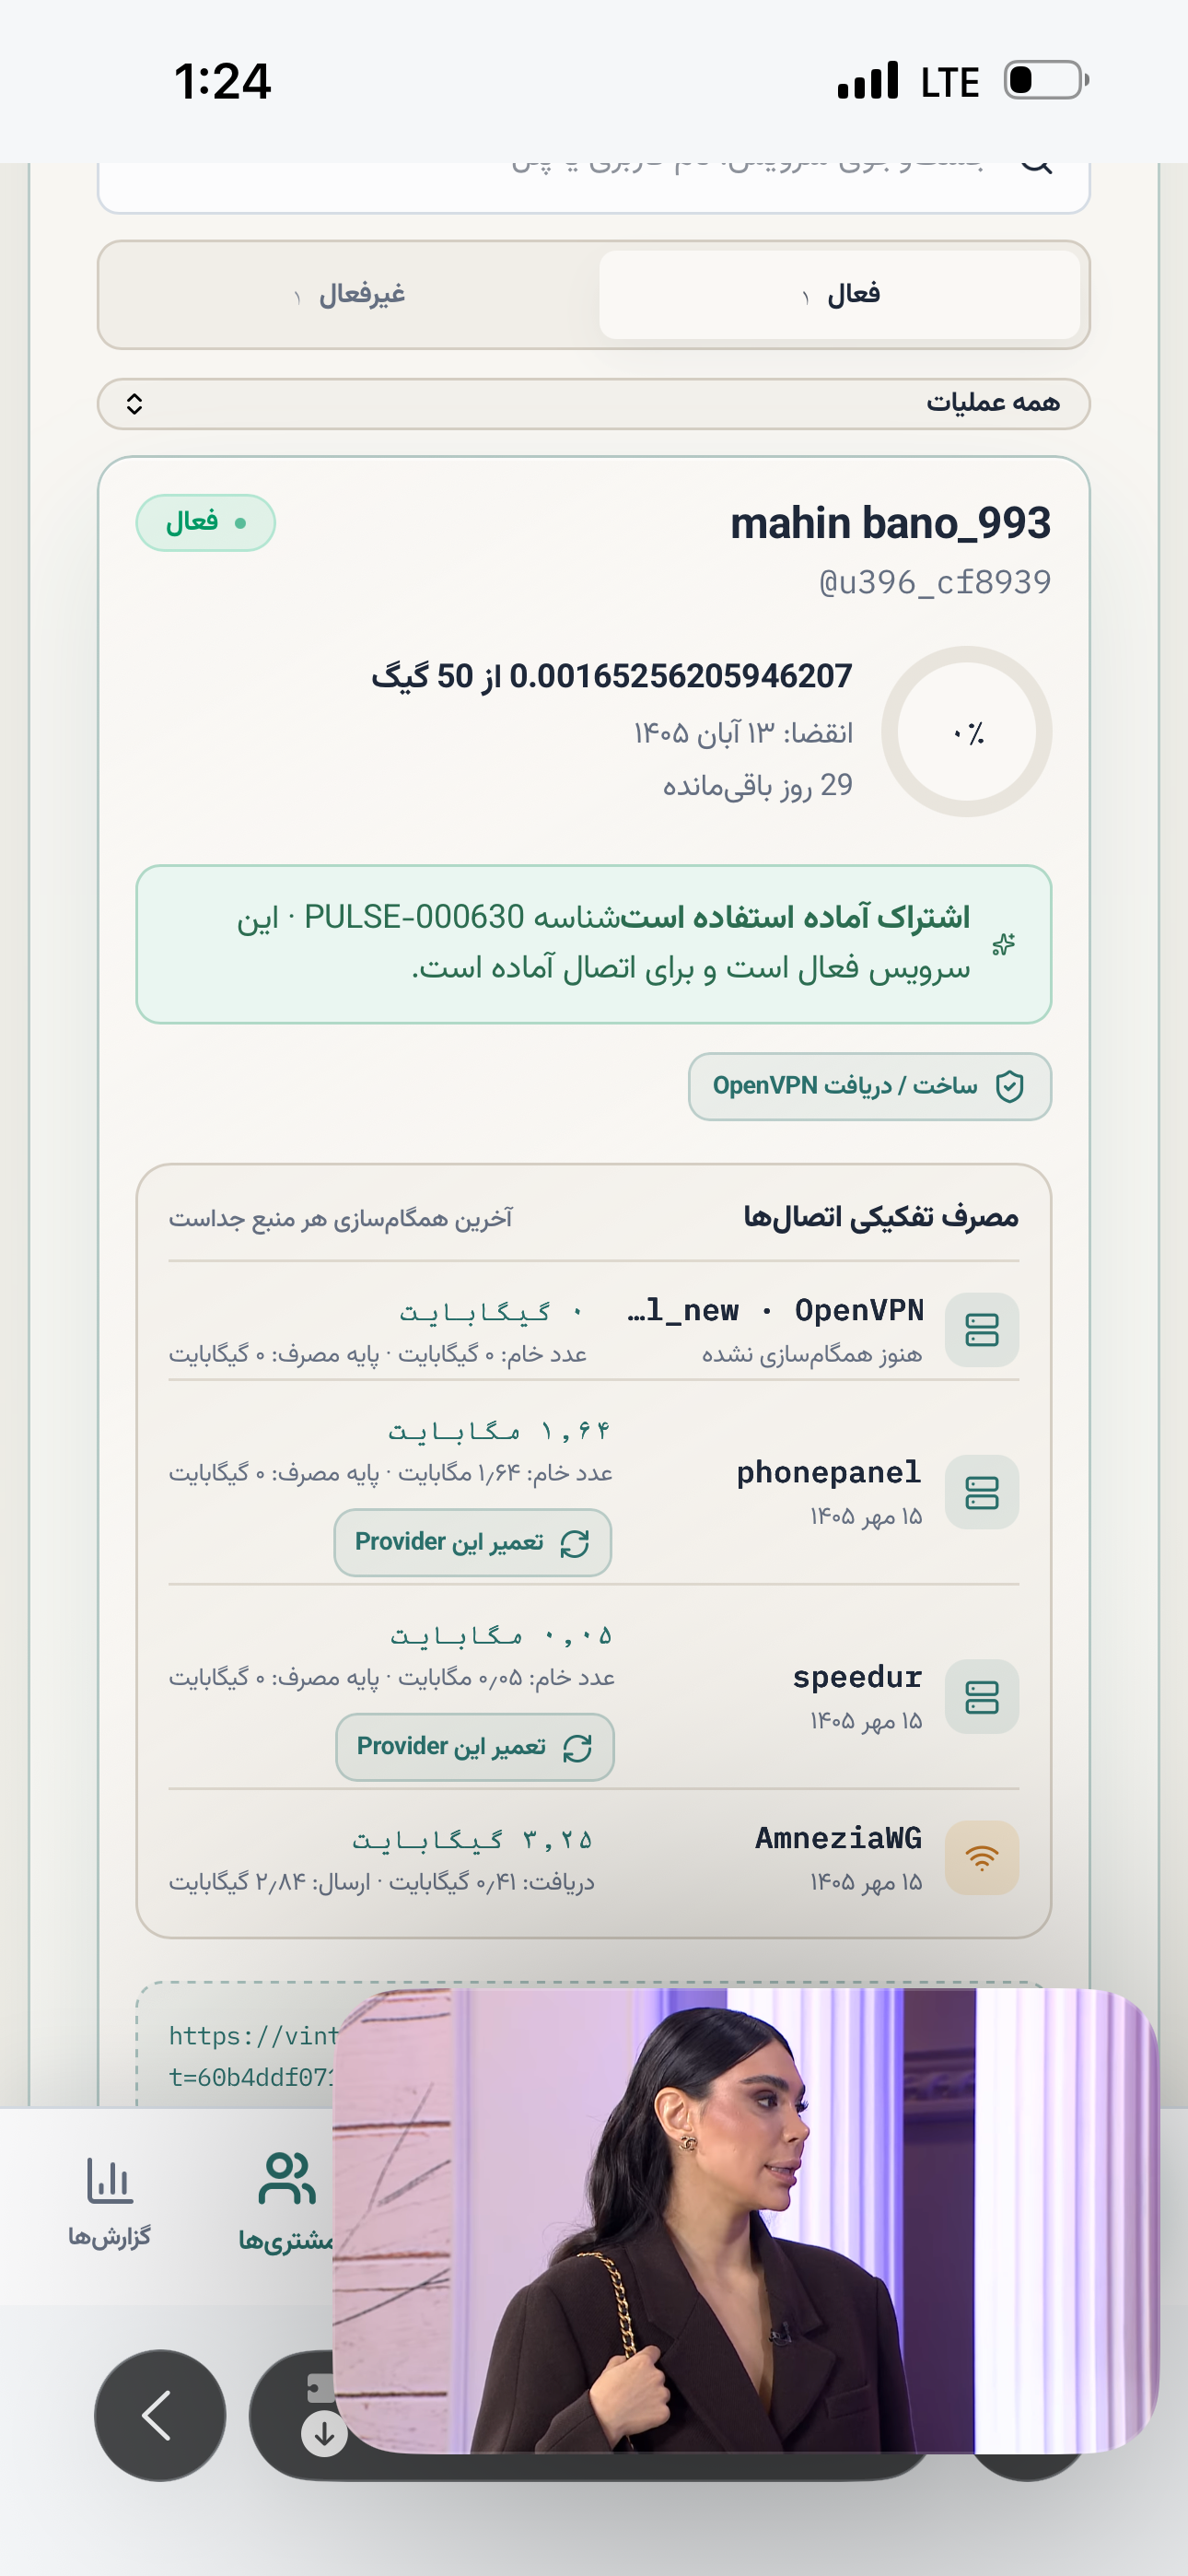 1:24
LTE
فعال ۱
غیرفعال ۱
همه عملیات
mahin bano_993
فعال
@u396_cf8939
0.00165256205946207 از 50 گیگ
۰٪
انقضا: ۱۳ آبان ۱۴۰۵
29 روز باقی‌مانده
اشتراک آماده استفاده استشناسه PULSE-000630 · این
سرویس فعال است و برای اتصال آماده است.
ساخت / دریافت OpenVPN
مصرف تفکیکی اتصال‌ها
آخرین همگام‌سازی هر منبع جداست
…l_new · OpenVPN
۰ گیگابایت
هنوز همگام‌سازی نشده
عدد خام: ۰ گیگابایت · پایه مصرف: ۰ گیگابایت
۱,۶۴ مگابایت
phonepanel
عدد خام: ۱٫۶۴ مگابایت · پایه مصرف: ۰ گیگابایت
۱۵ مهر ۱۴۰۵
تعمیر این Provider
۰,۰۵ مگابایت
speedur
عدد خام: ۰٫۰۵ مگابایت · پایه مصرف: ۰ گیگابایت
۱۵ مهر ۱۴۰۵
تعمیر این Provider
AmneziaWG
۳,۲۵ گیگابایت
۱۵ مهر ۱۴۰۵
دریافت: ۰٫۴۱ گیگابایت · ارسال: ۲٫۸۴ گیگابایت
https://vint
t=60b4ddf07
مشتری‌ها
گزارش‌ها